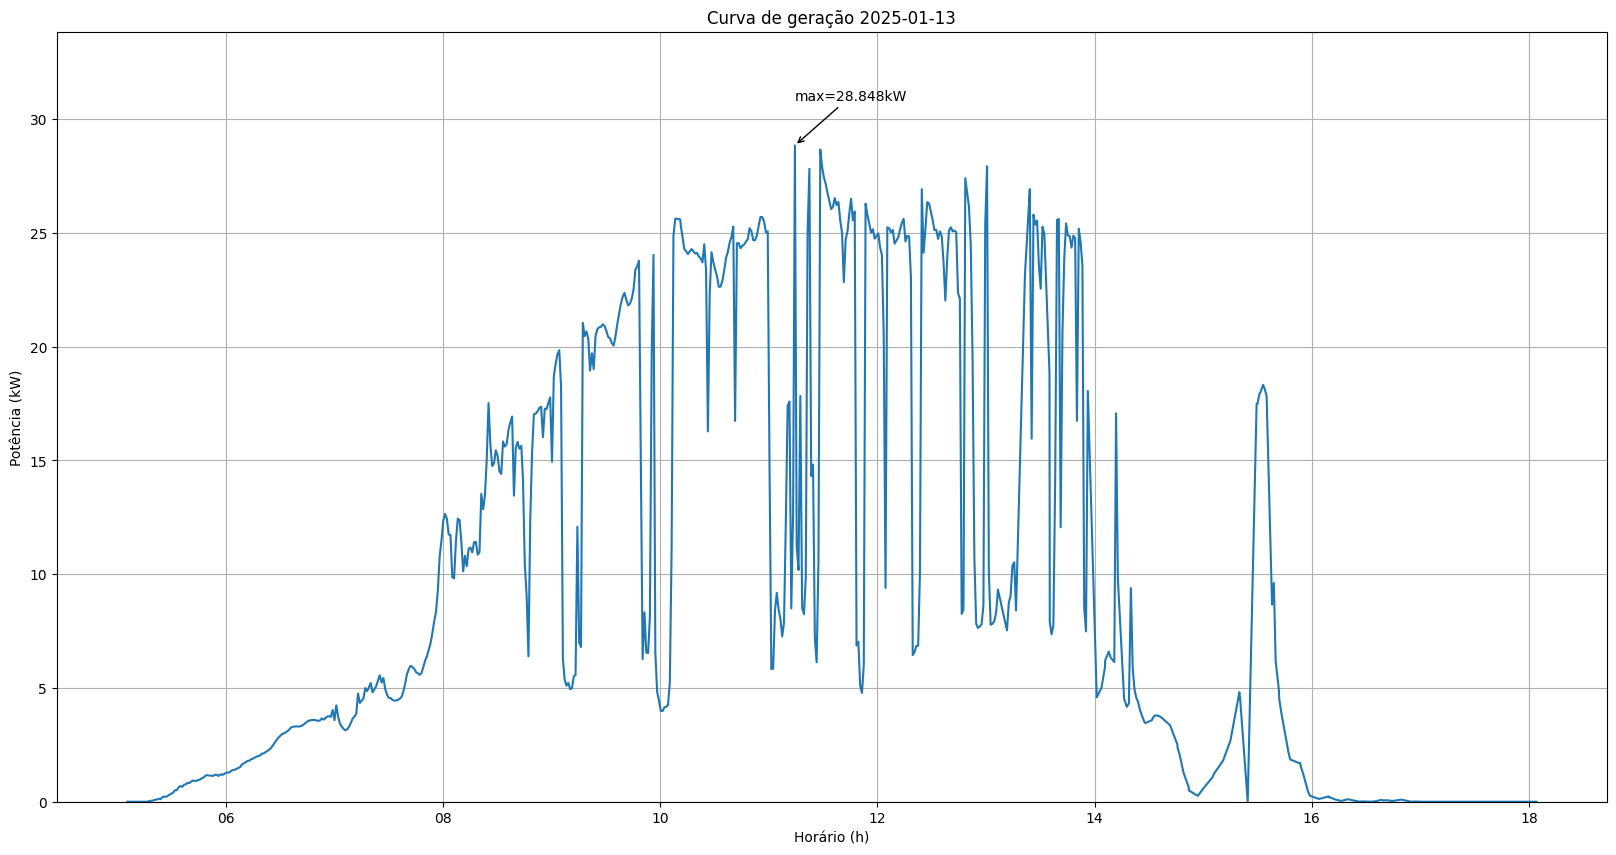 Curva de geração 2025-01-13
max=28.848kW
30
25
20
15
10
5
0
Potência (kW)
06 08 10 12 14 16 18
Horário (h)